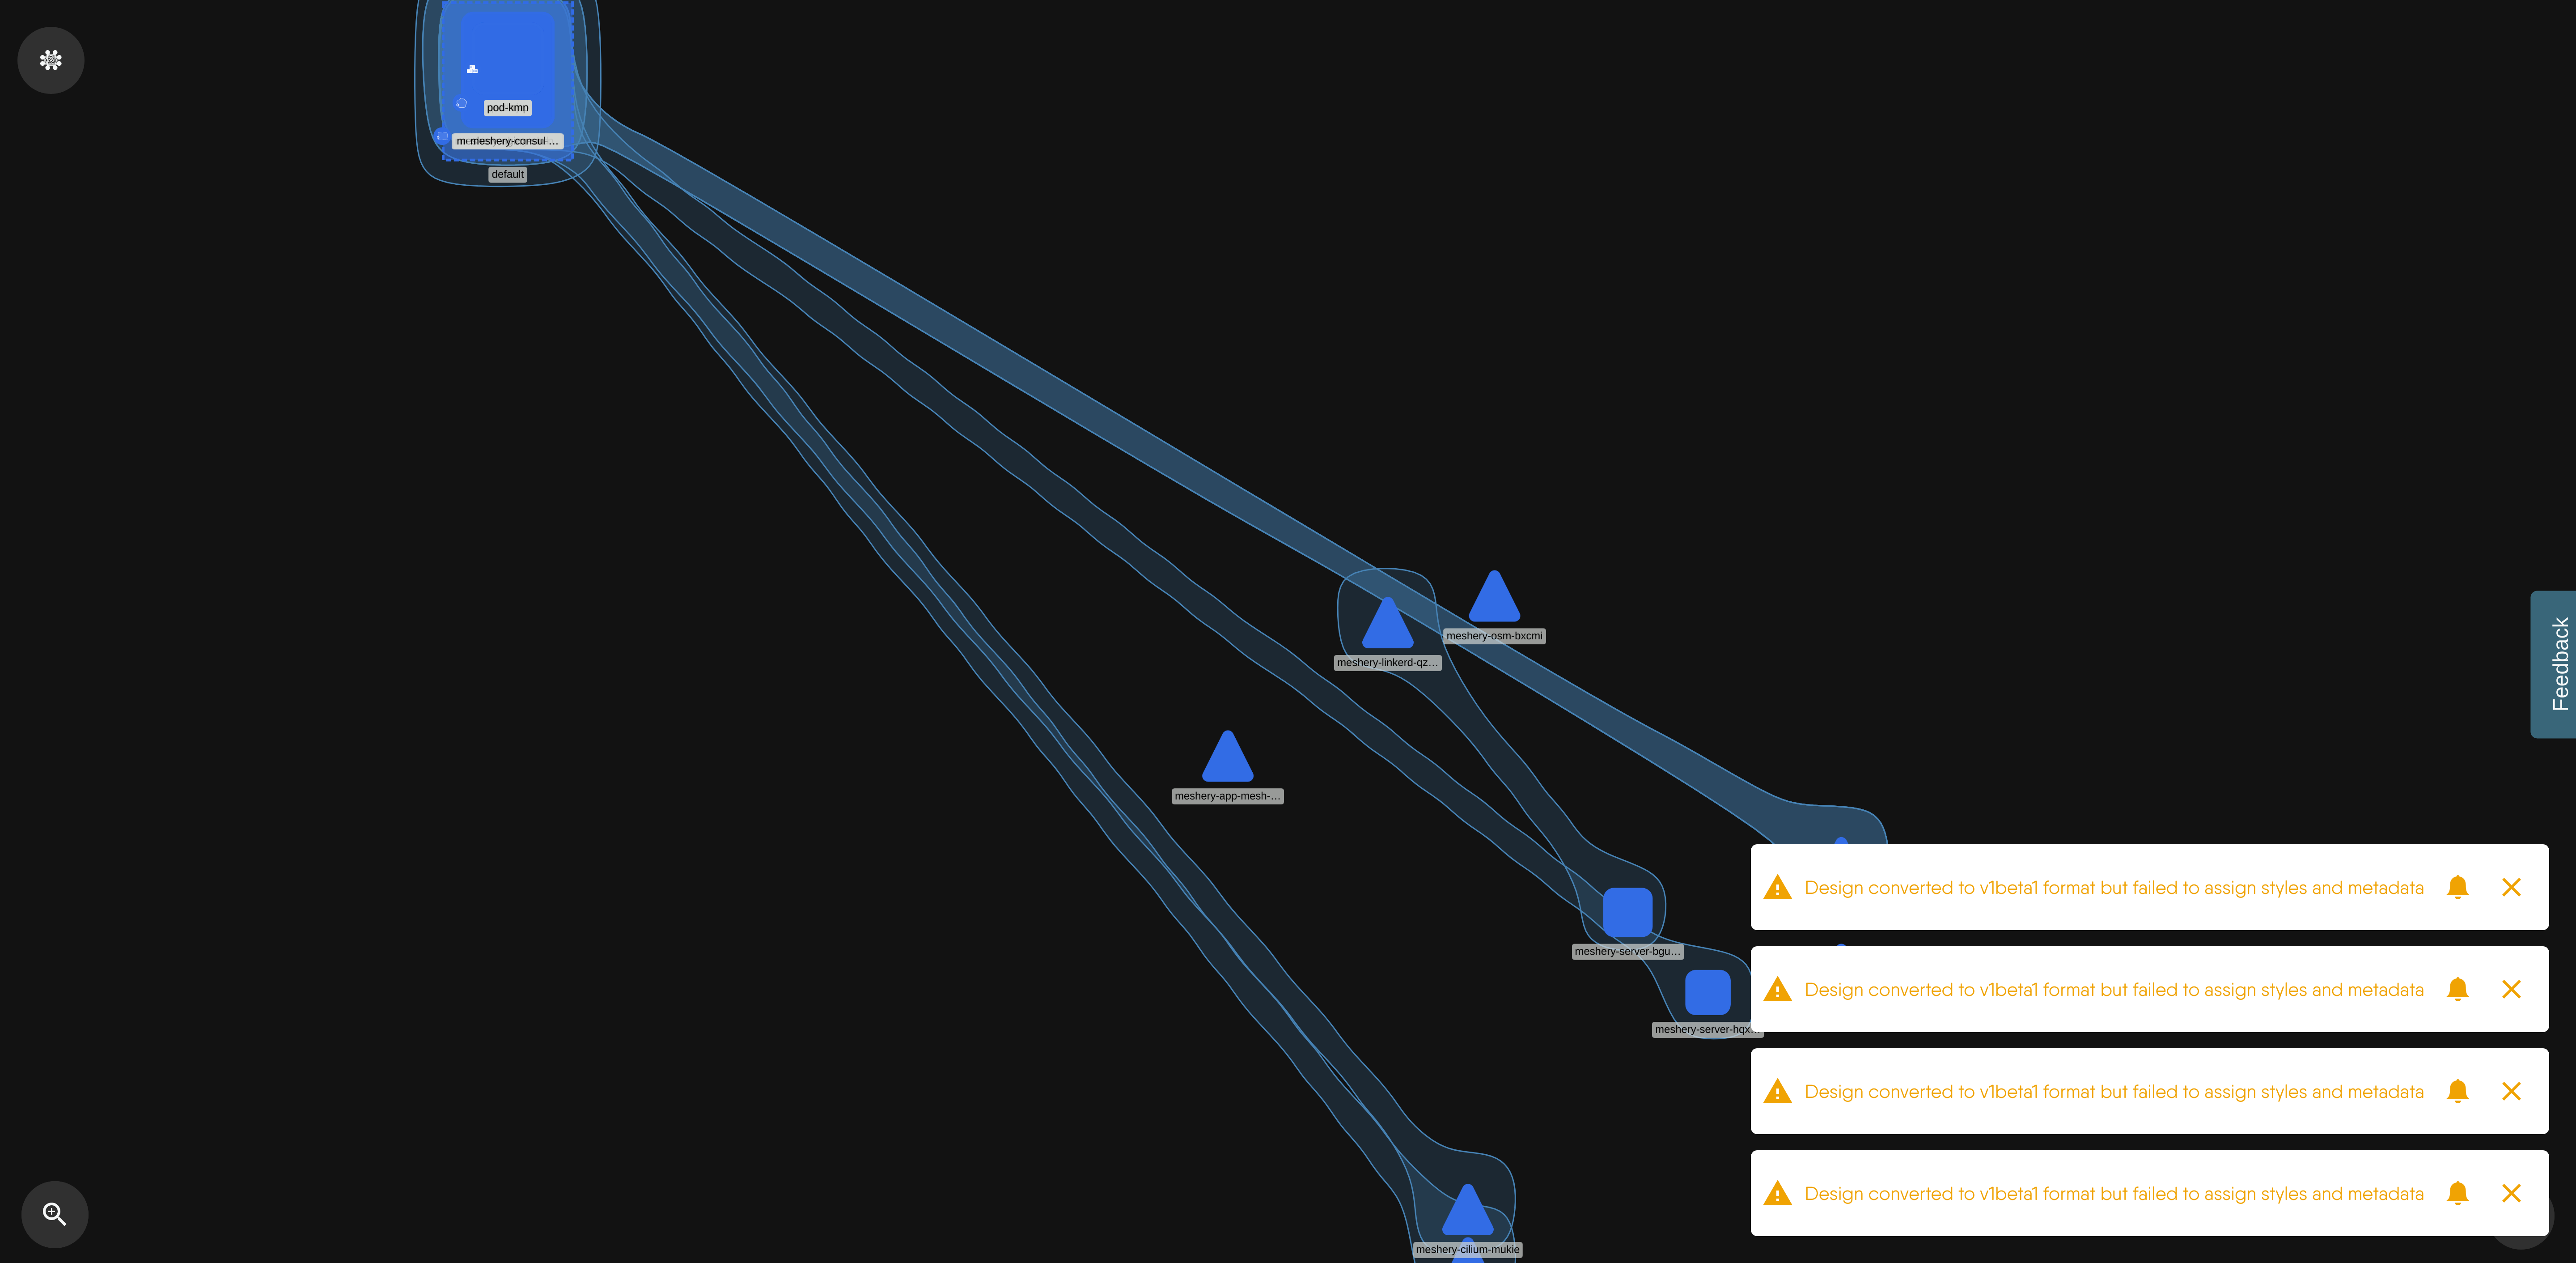 pod-kmn
meshery-consul ...
default
meshery-osm-bxcmi
meshery-linkerd-qz...
Feedback
meshery-app-mesh-...
Design converted to v1beta1 format but failed to assign styles and metadata
meshery-server-bgu...
Design converted to v1beta1 format but failed to assign styles and metadata
meshery-server-hqx...
Design converted to v1beta1 format but failed to assign styles and metadata
Design converted to v1beta1 format but failed to assign styles and metadata
meshery-cilium-mukie